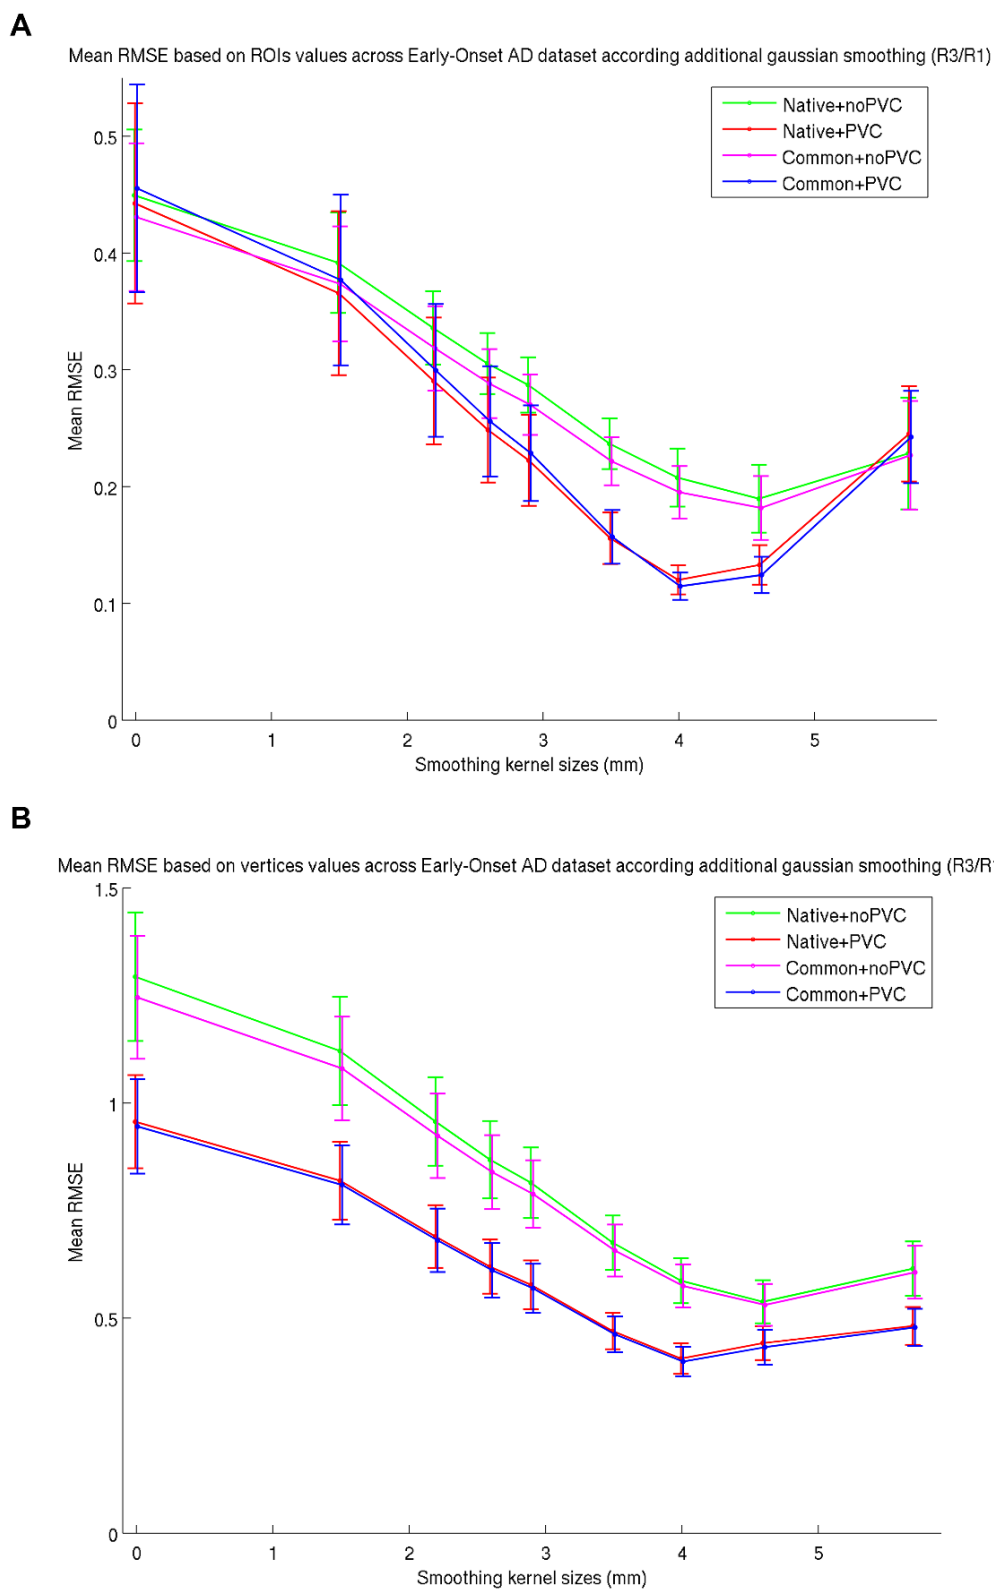 A
Mean RMSE based on ROIs values across Early-Onset AD dataset according additional gaussian smoothing (R3/R1)
Native+noPVC
Native+PVC
Common+noPVC
Common+PVC
0.5
0.4
0.3
0.2
0.1
0
Mean RMSE
0 1 2 3 4 5
Smoothing kernel sizes (mm)
B
Mean RMSE based on vertices values across Early-Onset AD dataset according additional gaussian smoothing (R3/R1
Native+noPVC
Native+PVC
Common+noPVC
Common+PVC
1.5
1
0.5
0
Mean RMSE
0 1 2 3 4 5
Smoothing kernel sizes (mm)